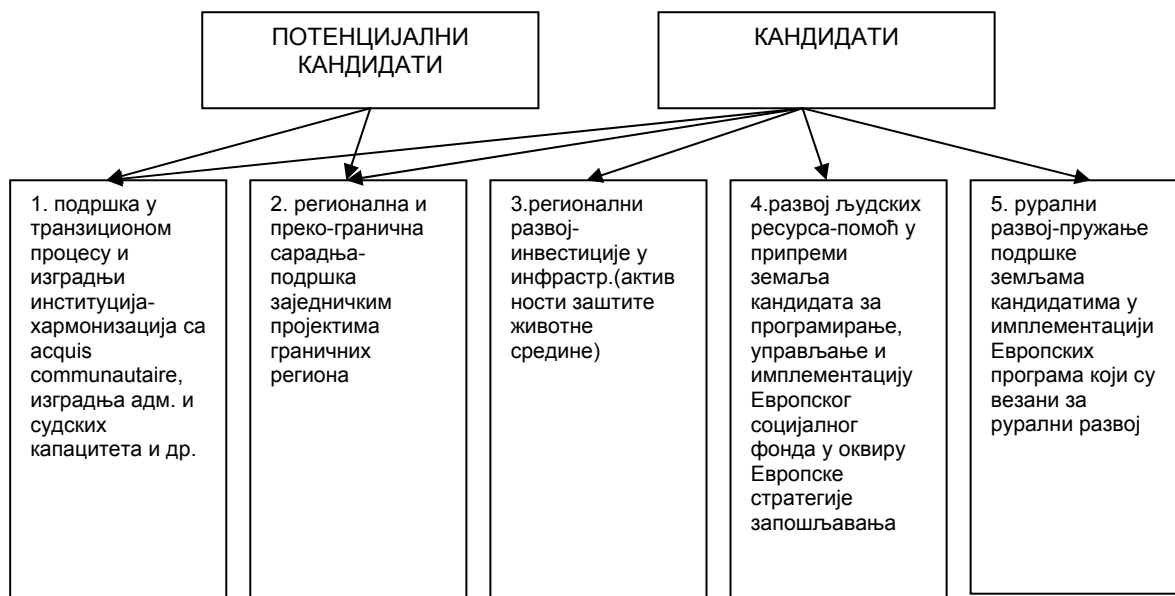 ПОТЕНЦИЈАЛНИ
КАНДИДАТИ
КАНДИДАТИ
1. подршка у
транзиционом
процесу и
изградњи
институција-
хармонизација са
acquis
communautaire,
изградња адм. и
судских
капацитета и др.
2. регионална и
преко-гранична
сарадња-
подршка
заједничким
пројектима
граничних
региона
3.регионални
развој-
инвестиције у
инфрастр.(актив
ности заштите
животне
средине)
4.развој људских
ресурса-помоћ у
припреми
земаља
кандидата за
програмирање,
управљање и
имплементацију
Европског
социјалног
фонда у оквиру
Европске
стратегије
запошљавања
5. рурални
развој-пружање
подршке
земљама
кандидатима у
имплементацији
Европских
програма који су
везани за
рурални развој